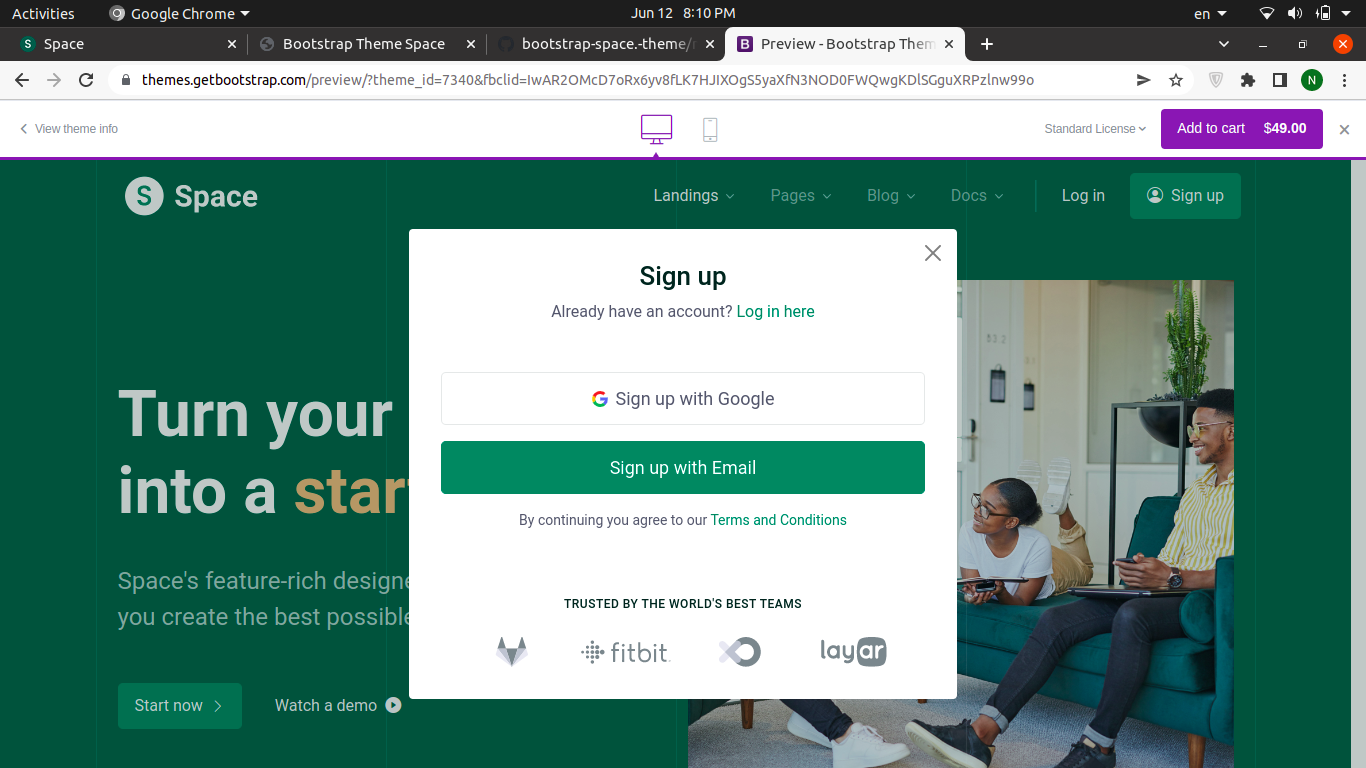 Activities Google Chrome Jun 12 8:10 PM en
S Space Bootstrap Theme Space bootstrap-space.-theme/ B Preview - Bootstrap Them
themes.getbootstrap.com/preview/?theme_id=7340&fbclid=IwAR2OMcD7oRx6yv8fLK7HJIXOgS5yaXfN3NOD0FWQwgKDlSGguXRPzlnw99o N
View theme info Standard License Add to cart $49.00
S Space Landings Pages Blog Docs Log in Sign up
Sign up
Already have an account? Log in here
Sign up with Google
Sign up with Email
By continuing you agree to our Terms and Conditions
TRUSTED BY THE WORLD'S BEST TEAMS
fitbit. layar
Turn your
into a star
Space's feature-rich designe
you create the best possible
Start now Watch a demo